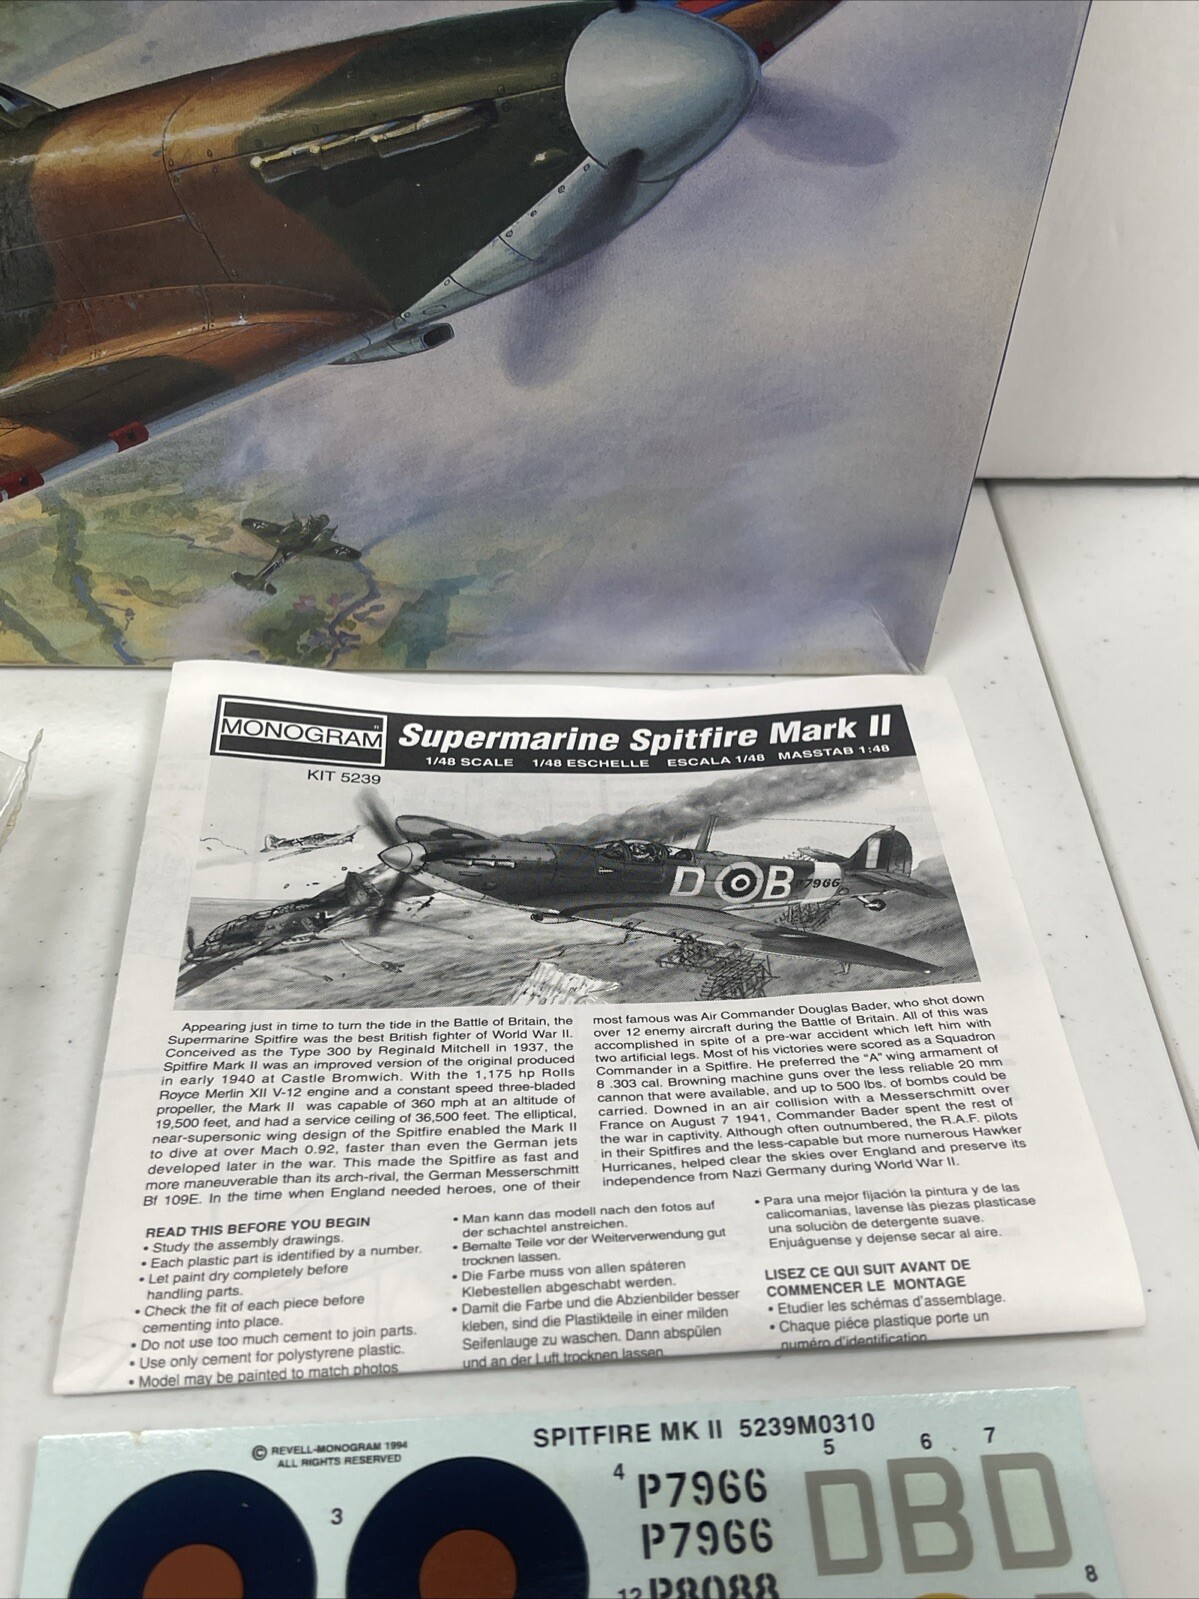 MONOGRAM
Supermarine Spitfire Mark II
1/48 SCALE 1/48 ESCHELLE ESCALA 1/48 MASSTAB 1:48
KIT 5239
D B P7966
Appearing just in time to turn the tide in the Battle of Britain, the
Supermarine Spitfire was the best British fighter of World War II.
Conceived as the Type 300 by Reginald Mitchell in 1937, the
Spitfire Mark II was an improved version of the original produced
in early 1940 at Castle Bromwich. With the 1,175 hp Rolls
Royce Merlin XII V-12 engine and a constant speed three-bladed
propeller, the Mark II was capable of 360 mph at an altitude of
19,500 feet, and had a service ceiling of 36,500 feet. The elliptical,
near-supersonic wing design of the Spitfire enabled the Mark II
to dive at over Mach 0.92, faster than even the German jets
developed later in the war. This made the Spitfire as fast and
more maneuverable than its arch-rival, the German Messerschmitt
Bf 109E. In the time when England needed heroes, one of their
most famous was Air Commander Douglas Bader, who shot down
over 12 enemy aircraft during the Battle of Britain. All of this was
accomplished in spite of a pre-war accident which left him with
two artificial legs. Most of his victories were scored as a Squadron
Commander in a Spitfire. He preferred the "A" wing armament of
8 .303 cal. Browning machine guns over the less reliable 20 mm
cannon that were available, and up to 500 lbs. of bombs could be
carried. Downed in an air collision with a Messerschmitt over
France on August 7 1941, Commander Bader spent the rest of
the war in captivity. Although often outnumbered, the R.A.F. pilots
in their Spitfires and the less-capable but more numerous Hawker
Hurricanes, helped clear the skies over England and preserve its
independence from Nazi Germany during World War II.
READ THIS BEFORE YOU BEGIN
• Study the assembly drawings.
• Each plastic part is identified by a number.
• Let paint dry completely before
handling parts.
• Check the fit of each piece before
cementing into place.
• Do not use too much cement to join parts.
• Use only cement for polystyrene plastic.
• Model may be painted to match photos
• Man kann das modell nach den fotos auf
der schachtel anstreichen.
• Bemalte Teile vor der Weiterverwendung gut
trocknen lassen.
• Die Farbe muss von allen späteren
Klebestellen abgeschabt werden.
• Damit die Farbe und die Abzienbilder besser
kleben, sind die Plastikteile in einer milden
Seifenlauge zu waschen. Dann abspülen
und an der Luft trocknen lassen
• Para una mejor fijación la pintura y de las
calicomanias, lavense làs piezas plasticase
una soluciòn de detergente suave.
Enjuáguense y dejense secar al aire.
LISEZ CE QUI SUIT AVANT DE
COMMENCER LE MONTAGE
• Etudier les schémas d'assemblage.
• Chaque piéce plastique porte un
numéro d'identification
SPITFIRE MK II 5239M0310
© REVELL-MONOGRAM 1994
ALL RIGHTS RESERVED
3
4 P7966
P7966
12 P8088
5 6 7
DBD
8